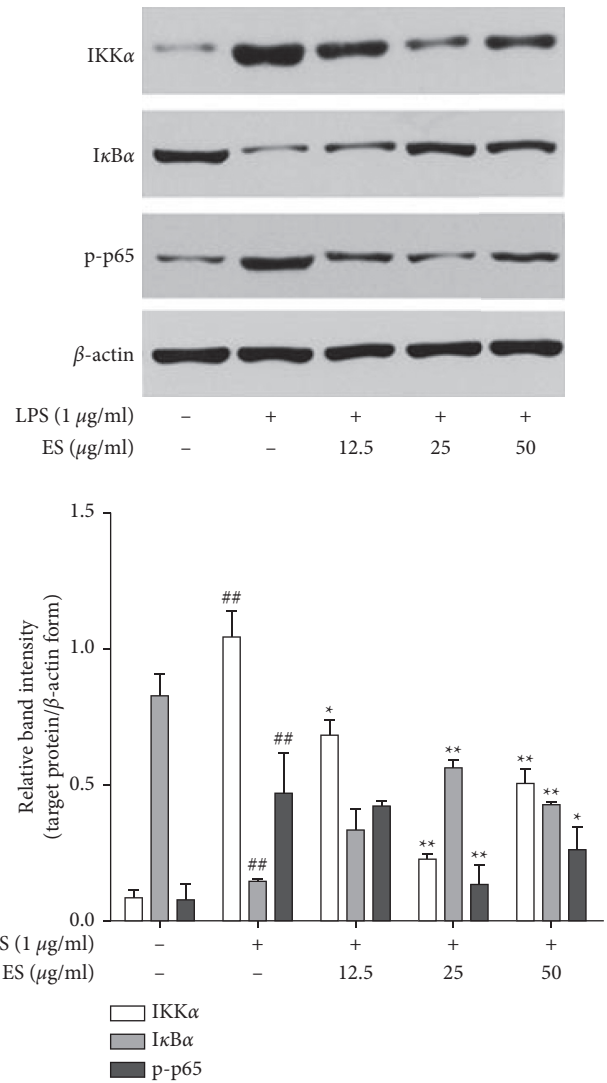 IKKα
IκBα
p-p65
β-actin
LPS (1 μg/ml) – + + + +
ES (μg/ml) – – 12.5 25 50
Relative band intensity
(target protein/β-actin form)
1.5
1.0
0.5
0.0
## ## ##
* 
** ** **
** ** *
S (1 μg/ml) – + + + +
ES (μg/ml) – – 12.5 25 50
IKKα
IκBα
p-p65